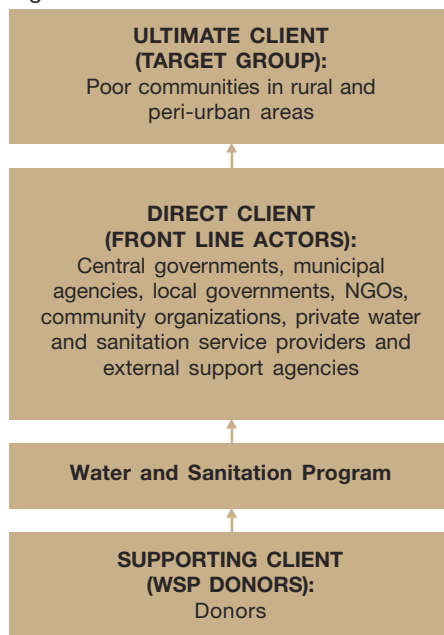 ULTIMATE CLIENT
(TARGET GROUP):
Poor communities in rural and
peri-urban areas
DIRECT CLIENT
(FRONT LINE ACTORS):
Central governments, municipal
agencies, local governments, NGOs,
community organizations, private water
and sanitation service providers and
external support agencies
Water and Sanitation Program
SUPPORTING CLIENT
(WSP DONORS):
Donors